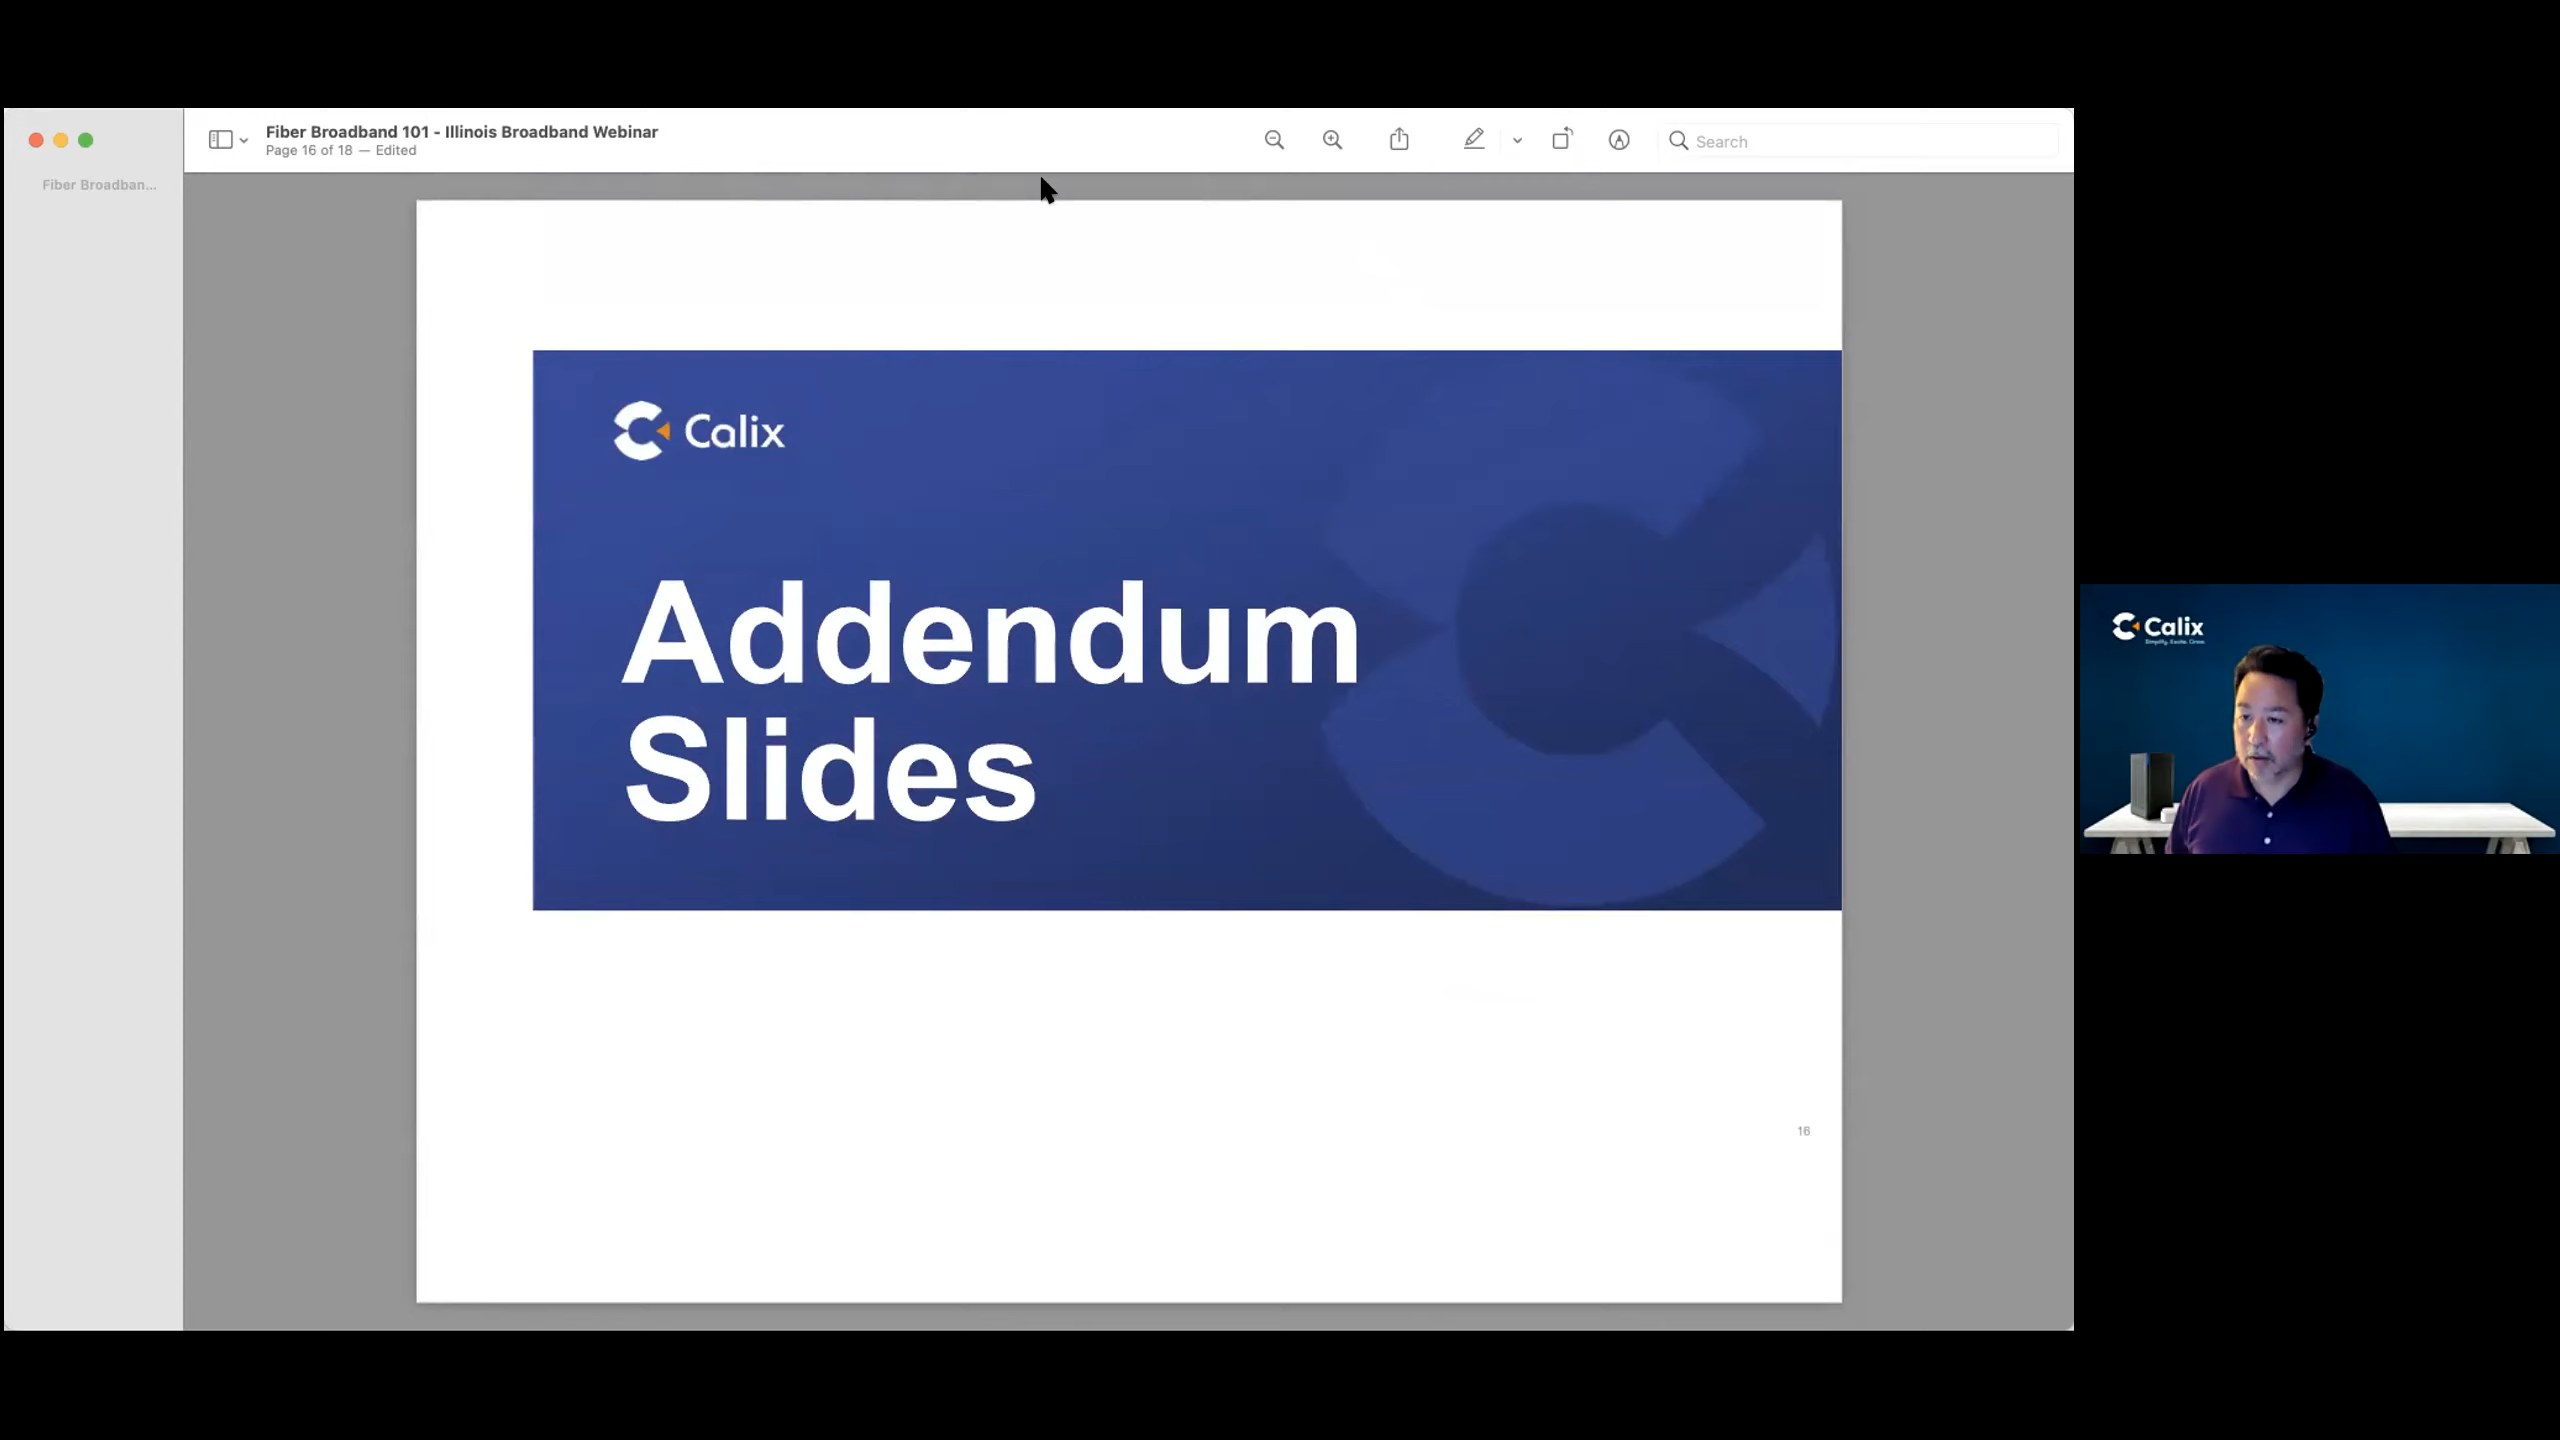 Fiber Broadband 101 - Illinois Broadband Webinar
Page 16 of 18 — Edited
Search
Fiber Broadban...
Calix
Addendum
Slides
16
Calix